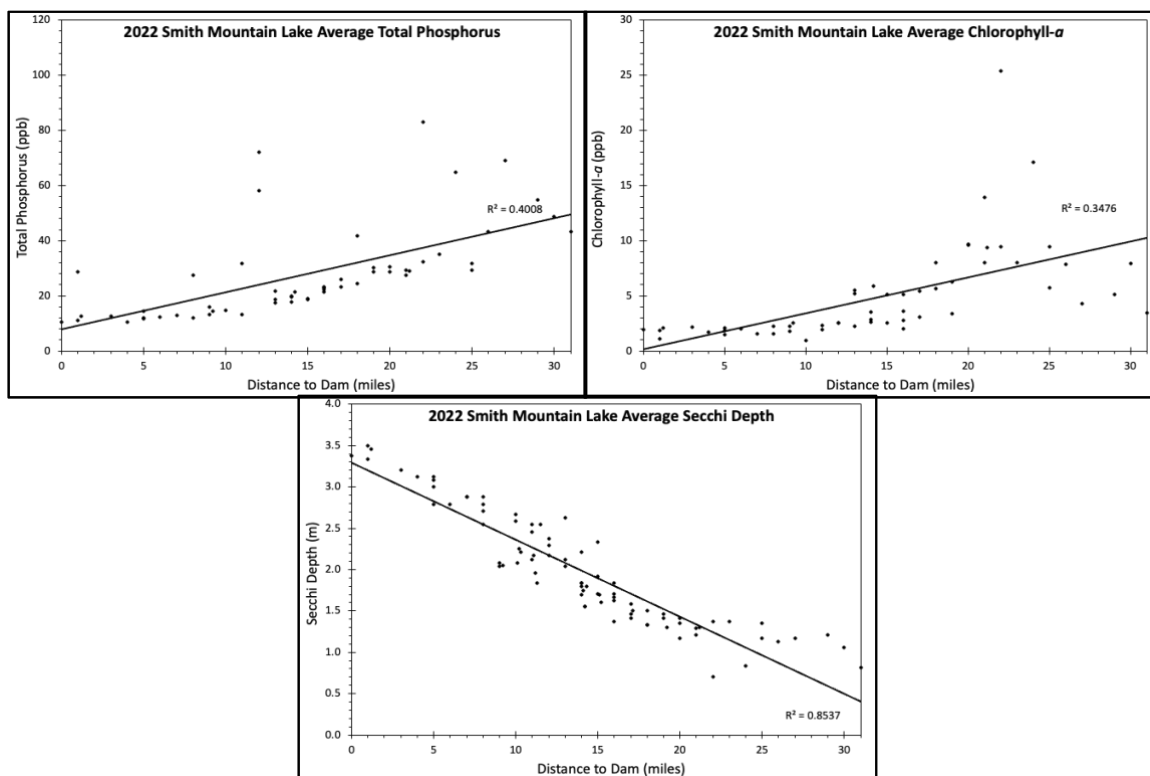 2022 Smith Mountain Lake Average Total Phosphorus
Total Phosphorus (ppb)
120
100
80
60
40
20
0
R² = 0.4008
0 5 10 15 20 25 30
Distance to Dam (miles)
2022 Smith Mountain Lake Average Chlorophyll-a
Chlorophyll-a (ppb)
30
25
20
15
10
5
0
R² = 0.3476
0 5 10 15 20 25 30
Distance to Dam (miles)
2022 Smith Mountain Lake Average Secchi Depth
Secchi Depth (m)
4.0
3.5
3.0
2.5
2.0
1.5
1.0
0.5
0.0
R² = 0.8537
0 5 10 15 20 25 30
Distance to Dam (miles)